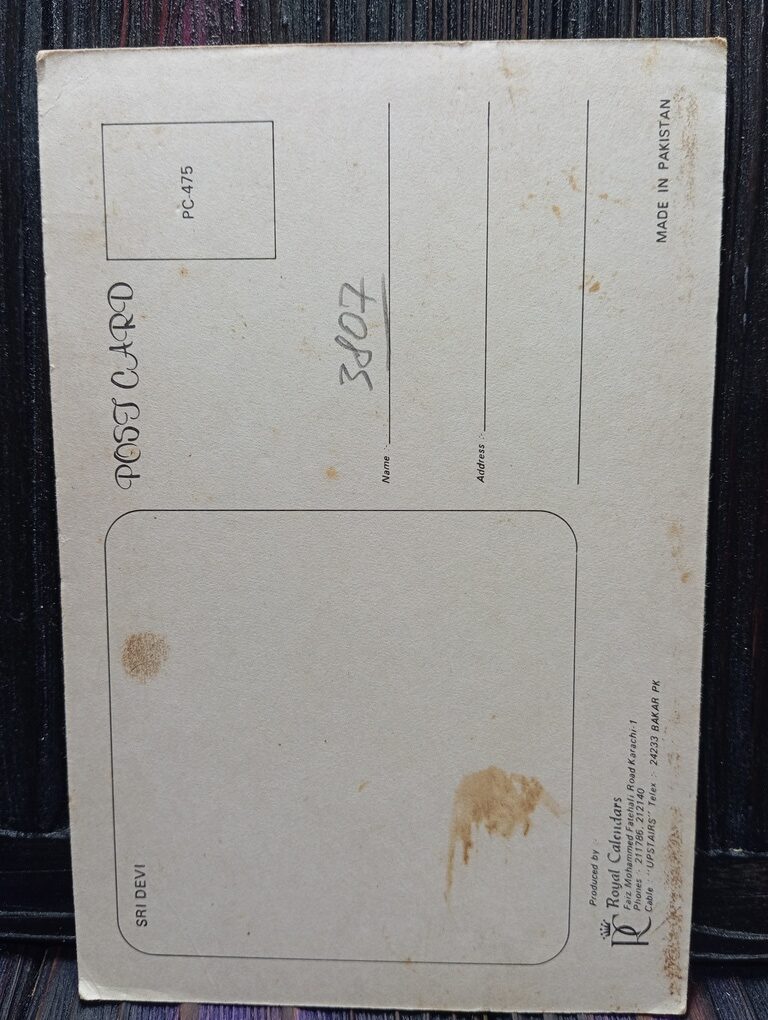 SRI DEVI
POST CARD
PC-475
3807
Name :-
Address :-
Produced by :-
RC Royal Calendars
Faiz Mohammed Fatehali Road Karachi-1
Phones :- 211786, 212140
Cable : "UPSTAIRS" Telex :- 24233 BAKAR PK
MADE IN PAKISTAN